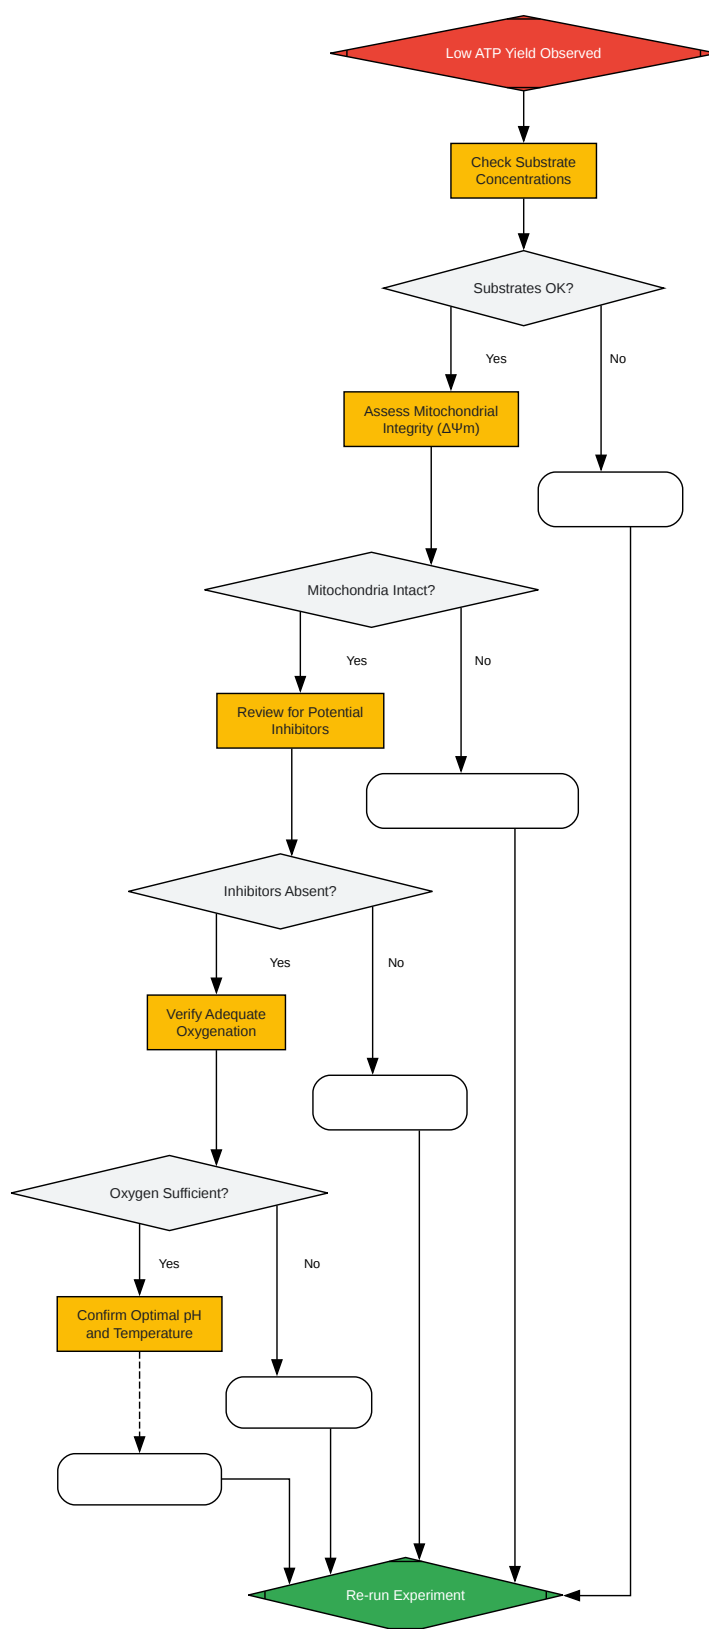 Low ATP Yield Observed
Check Substrate
Concentrations
Substrates OK?
Yes
No
Assess Mitochondrial
Integrity (ΔΨm)
Mitochondria Intact?
Yes
No
Review for Potential
Inhibitors
Inhibitors Absent?
Yes
No
Verify Adequate
Oxygenation
Oxygen Sufficient?
Yes
No
Confirm Optimal pH
and Temperature
Re-run Experiment